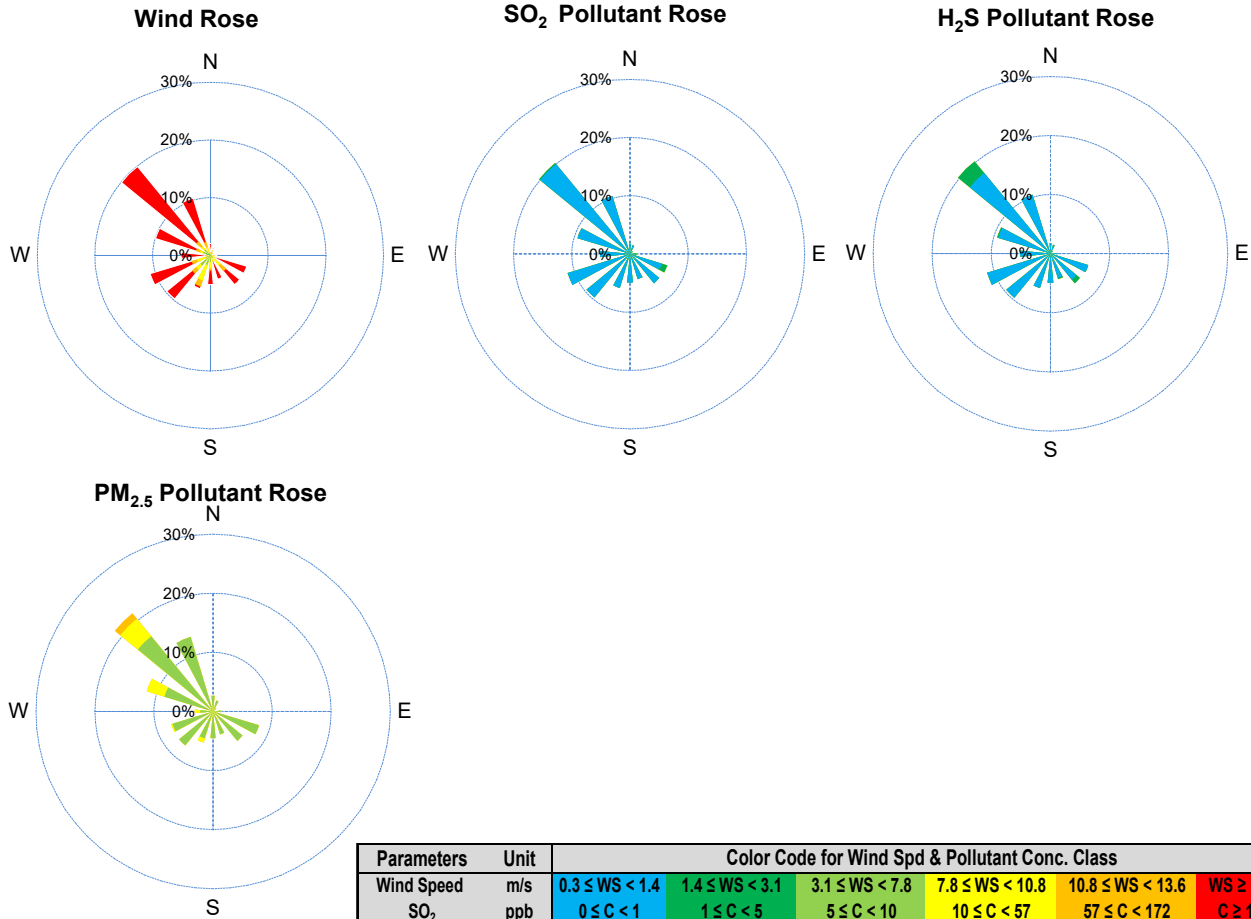 Wind Rose
N
30%
20%
10%
0%
W
E
S
SO₂ Pollutant Rose
N
30%
20%
10%
0%
W
E
S
H₂S Pollutant Rose
N
30%
20%
10%
0%
W
E
S
PM₂.₅ Pollutant Rose
N
30%
20%
10%
0%
W
E
S
Parameters Unit Color Code for Wind Spd & Pollutant Conc. Class
Wind Speed m/s 0.3 ≤ WS < 1.4 1.4 ≤ WS < 3.1 3.1 ≤ WS < 7.8 7.8 ≤ WS < 10.8 10.8 ≤ WS < 13.6 WS ≥
SO₂ ppb 0 ≤ C < 1 1 ≤ C < 5 5 ≤ C < 10 10 ≤ C < 57 57 ≤ C < 172 C ≥